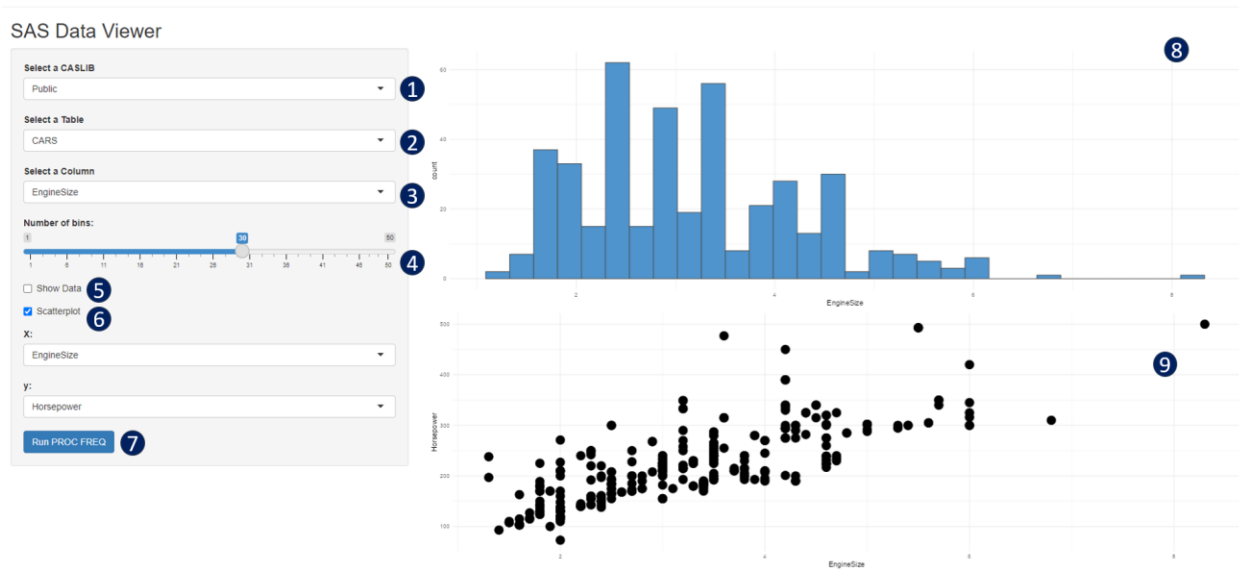 SAS Data Viewer
Select a CASLIB
Public
1
Select a Table
CARS
2
Select a Column
EngineSize
3
Number of bins:
1 30 50
1 6 11 16 21 26 31 36 41 46 50
4
Show Data
5
Scatterplot
6
X:
EngineSize
y:
Horsepower
Run PROC FREQ
7
8
60
40
20
0
count
2 4 6 8
EngineSize
9
500
400
300
200
100
Horsepower
2 4 6 8
EngineSize